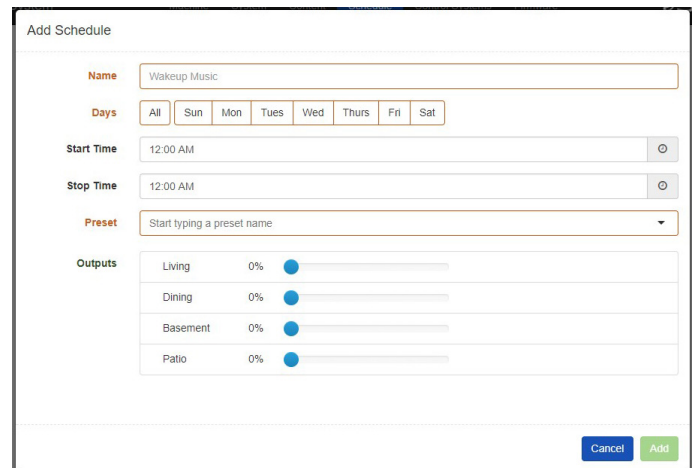 Add Schedule
Name Wakeup Music
Days All Sun Mon Tues Wed Thurs Fri Sat
Start Time 12:00 AM
Stop Time 12:00 AM
Preset Start typing a preset name
Outputs Living 0%
Dining 0%
Basement 0%
Patio 0%
Cancel Add